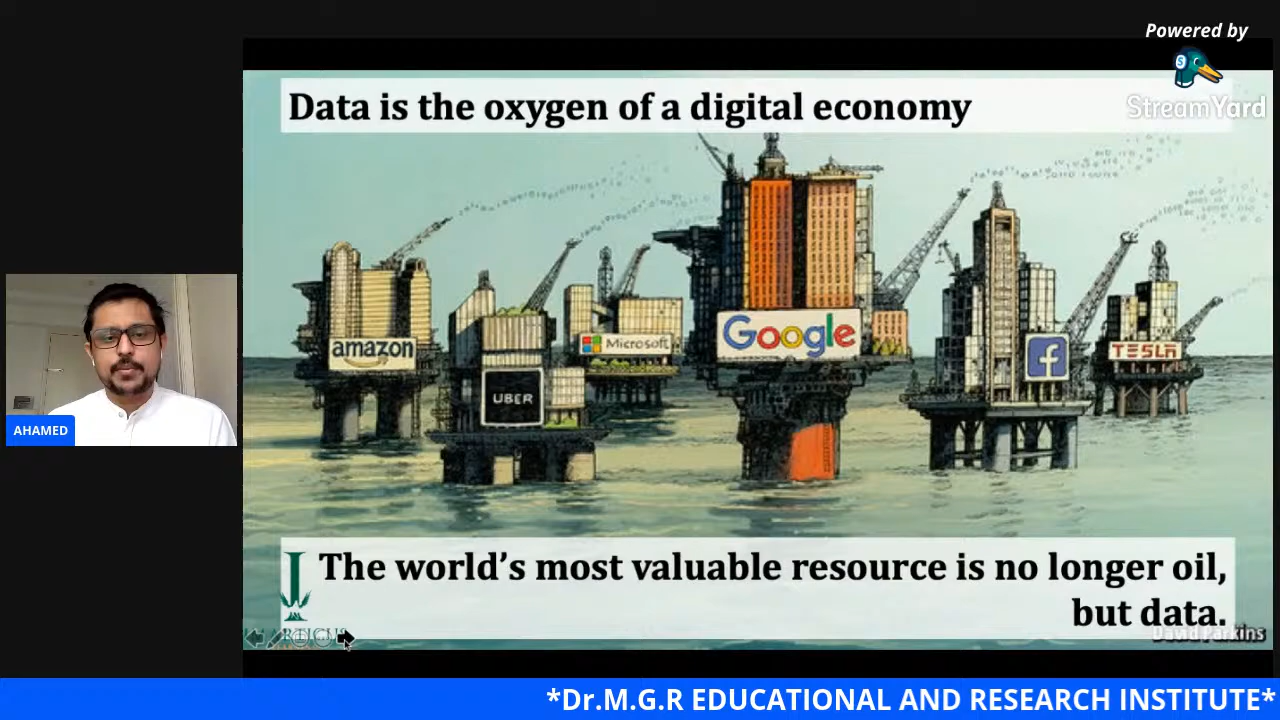 Powered by
StreamYard
Data is the oxygen of a digital economy
amazon
UBER
Microsoft
Google
f
TESLA
AHAMED
The world's most valuable resource is no longer oil,
but data.
David Parkins
*Dr.M.G.R EDUCATIONAL AND RESEARCH INSTITUTE*